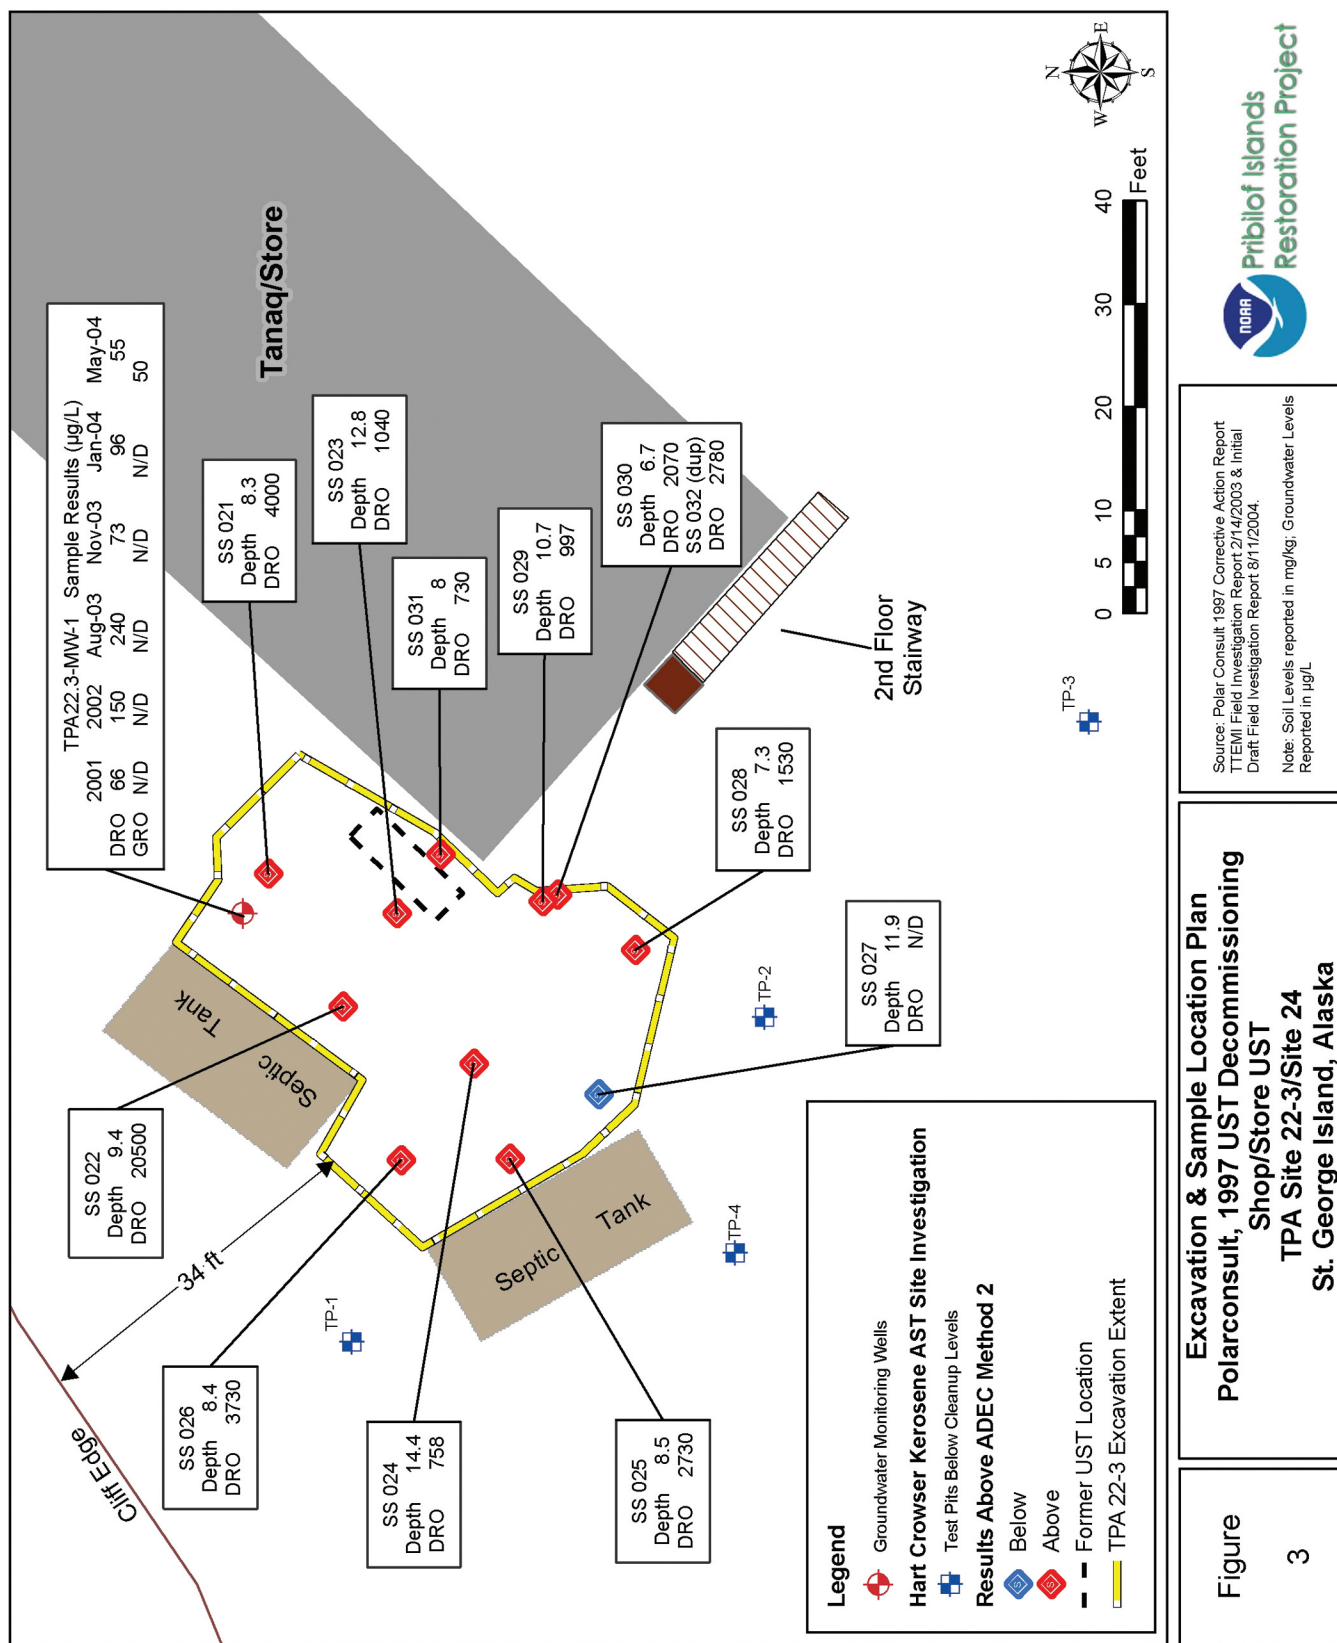 Cliff Edge
34 ft
TPA22.3-MW-1 Sample Results (µg/L)
2001 2002 Aug-03 Nov-03 Jan-04 May-04
DRO 66 150 240 73 96 55
GRO N/D N/D N/D N/D N/D 50
SS 022
Depth 9.4
DRO 20500
SS 026
Depth 8.4
DRO 3730
SS 021
Depth 8.3
DRO 4000
Tanaq/Store
SS 023
Depth 12.8
DRO 1040
Septic Tank
TP-1
SS 024
Depth 14.4
DRO 758
SS 031
Depth 8
DRO 730
SS 029
Depth 10.7
DRO 997
SS 030
Depth 6.7
DRO 2070
SS 032 (dup)
DRO 2780
Septic Tank
SS 025
Depth 8.5
DRO 2730
TP-4
TP-2
SS 028
Depth 7.3
DRO 1530
SS 027
Depth 11.9
DRO N/D
2nd Floor
Stairway
TP-3
Legend
Groundwater Monitoring Wells
Hart Crowser Kerosene AST Site Investigation
Test Pits Below Cleanup Levels
Results Above ADEC Method 2
S Below
S Above
Former UST Location
TPA 22-3 Excavation Extent
N
W E
S
0 5 10 20 30 40
Feet
Figure
3
Excavation & Sample Location Plan
Polarconsult, 1997 UST Decommissioning
Shop/Store UST
TPA Site 22-3/Site 24
St. George Island, Alaska
Source: Polar Consult 1997 Corrective Action Report
TTEMI Field Investigation Report 2/14/2003 & Initial
Draft Field Ivestigation Report 8/11/2004.
Note: Soil Levels reported in mg/kg; Groundwater Levels
Reported in µg/L
NOAA
Pribilof Islands
Restoration Project